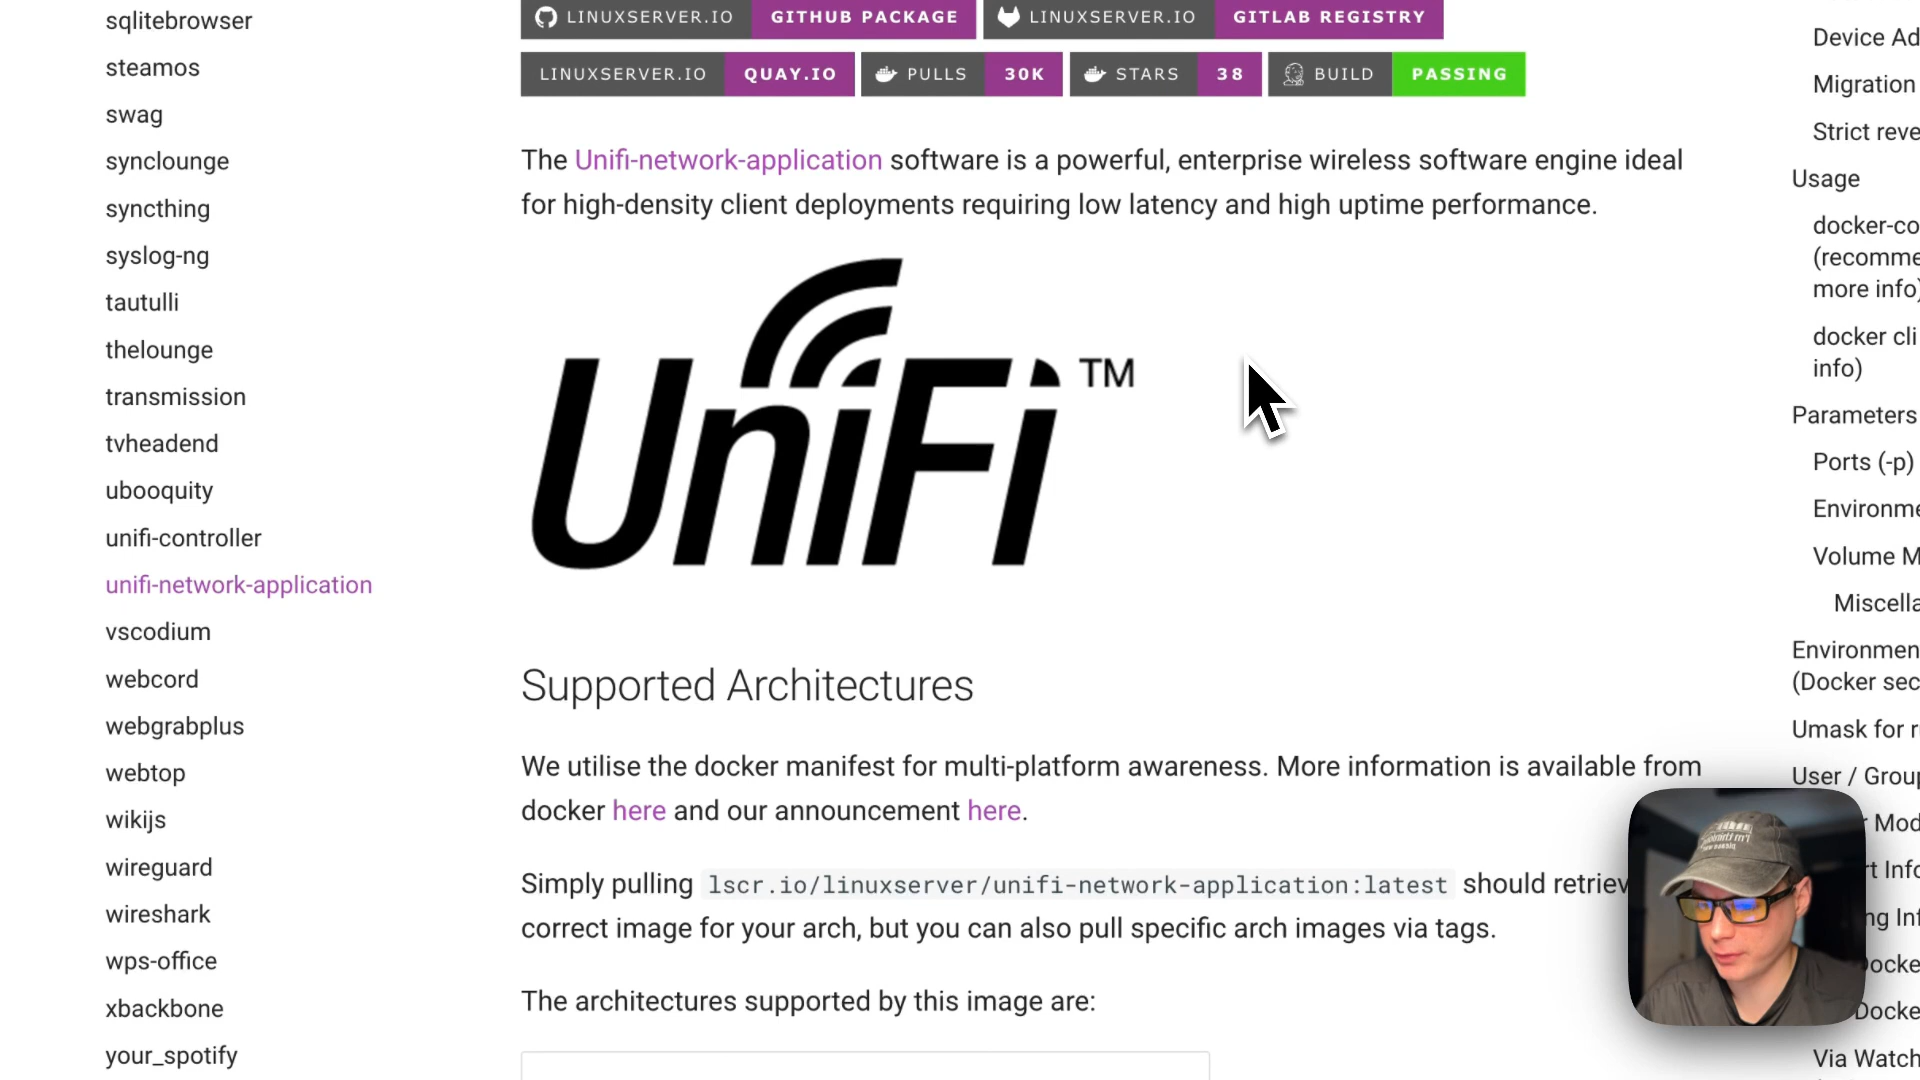 sqlitebrowser
steamos
swag
synclounge
syncthing
syslog-ng
tautulli
thelounge
transmission
tvheadend
ubooquity
unifi-controller
unifi-network-application
vscodium
webcord
webgrabplus
webtop
wikijs
wireguard
wireshark
wps-office
xbackbone
your_spotify
LINUXSERVER.IO GITHUB PACKAGE LINUXSERVER.IO GITLAB REGISTRY
LINUXSERVER.IO QUAY.IO PULLS 30K STARS 38 BUILD PASSING
The Unifi-network-application software is a powerful, enterprise wireless software engine ideal
for high-density client deployments requiring low latency and high uptime performance.
UniFi TM
Supported Architectures
We utilise the docker manifest for multi-platform awareness. More information is available from
docker here and our announcement here.
Simply pulling lscr.io/linuxserver/unifi-network-application:latest should retriev
correct image for your arch, but you can also pull specific arch images via tags.
The architectures supported by this image are:
Device Ad
Migration
Strict reve
Usage
docker-co
(recomme
more info)
docker cli
info)
Parameters
Ports (-p)
Environme
Volume M
Miscella
Environmen
(Docker sec
Umask for r
User / Group
Mod
rt Info
ng Inf
ocke
Docke
Via Watch